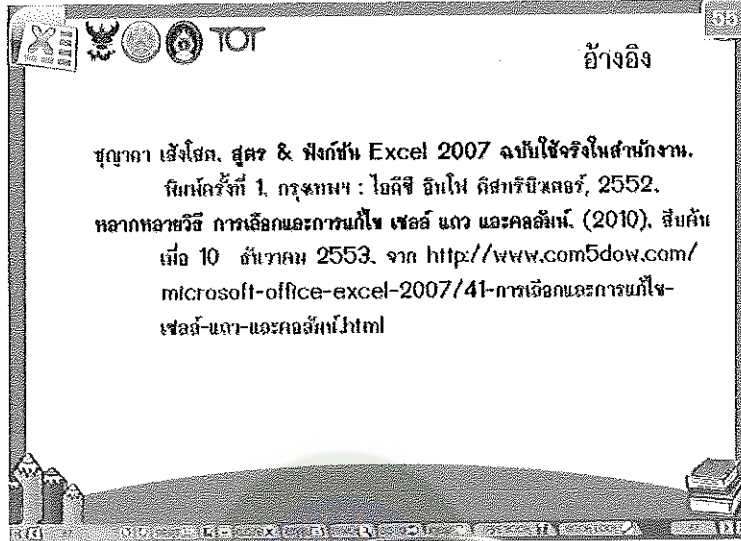 TOT
55
อ้างอิง
ชุญาดา เส้งโสด. สูตร & ฟังก์ชัน Excel 2007 ฉบับใช้จริงในสำนักงาน.
พิมพ์ครั้งที่ 1. กรุงเทพฯ : ไอดีซี อินโฟ ดิสทริบิวเตอร์, 2552.
หลากหลายวิธี การเลือกและการแก้ไข เซลล์ แถว และคอลัมน์. (2010). สืบค้น
เมื่อ 10 ธันวาคม 2553. จาก http://www.com5dow.com/
microsoft-office-excel-2007/41-การเลือกและการแก้ไข-
เซลล์-แถว-และคอลัมน์.html